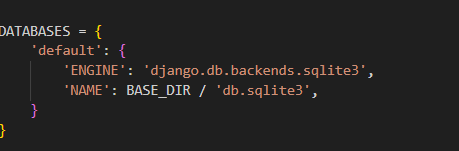 DATABASES = {
    'default': {
        'ENGINE': 'django.db.backends.sqlite3',
        'NAME': BASE_DIR / 'db.sqlite3',
    }
}